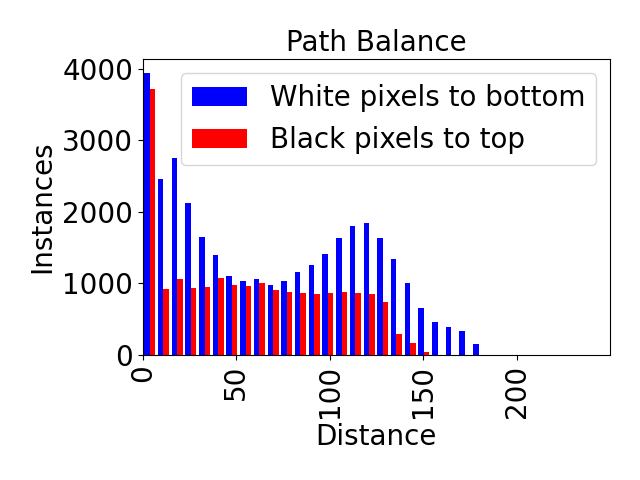 Path Balance
4000
3000
2000
1000
0
Instances
White pixels to bottom
Black pixels to top
0
50
100
150
200
Distance